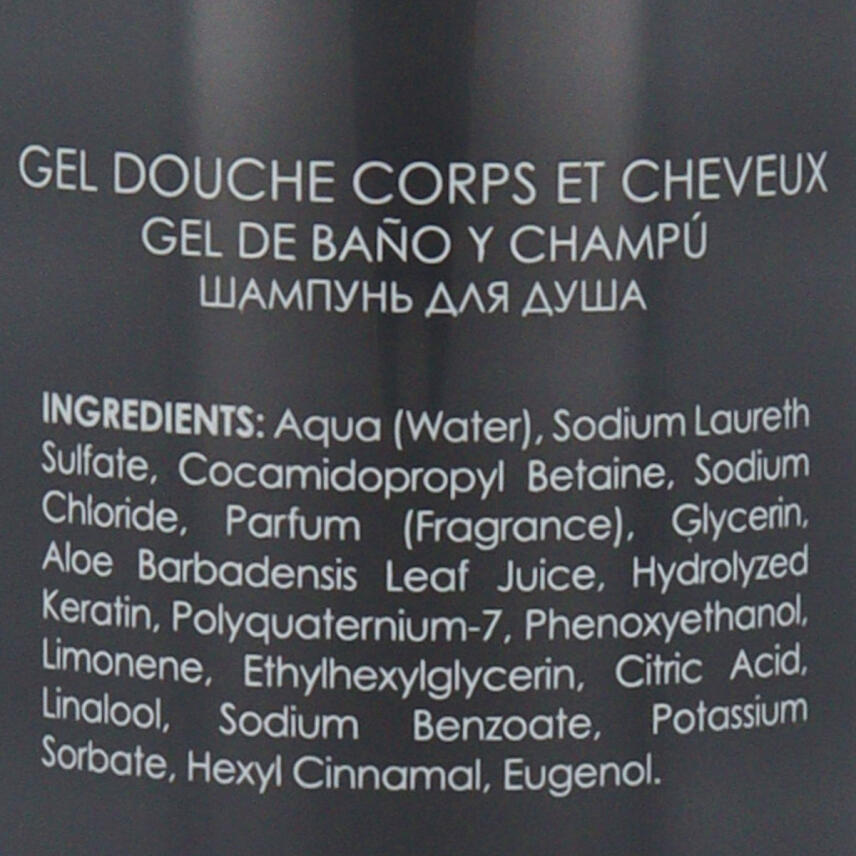 GEL DOUCHE CORPS ET CHEVEUX
GEL DE BAÑO Y CHAMPÚ
ШАМПУНЬ ДЛЯ ДУША
INGREDIENTS: Aqua (Water), Sodium Laureth
Sulfate, Cocamidopropyl Betaine, Sodium
Chloride, Parfum (Fragrance), Glycerin,
Aloe Barbadensis Leaf Juice, Hydrolyzed
Keratin, Polyquaternium-7, Phenoxyethanol,
Limonene, Ethylhexylglycerin, Citric Acid,
Linalool, Sodium Benzoate, Potassium
Sorbate, Hexyl Cinnamal, Eugenol.